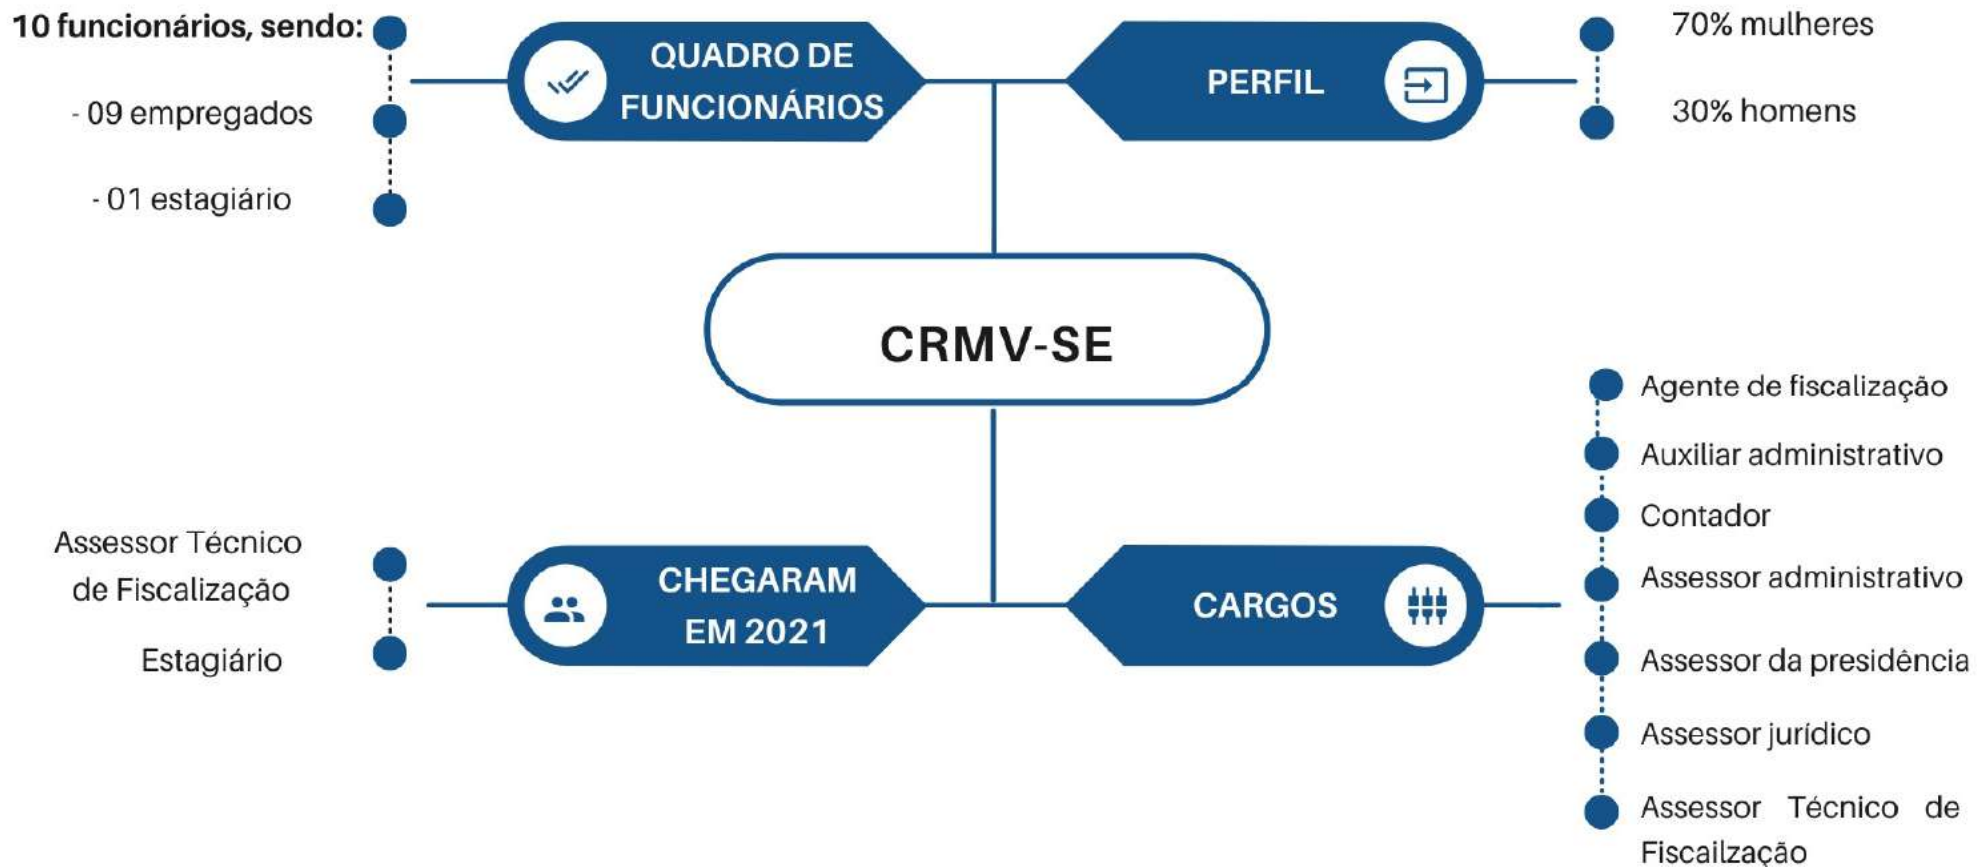 10 funcionários, sendo:
- 09 empregados
- 01 estagiário
QUADRO DE
FUNCIONÁRIOS
PERFIL
70% mulheres
30% homens
CRMV-SE
Assessor Técnico
de Fiscalização
Estagiário
CHEGARAM
EM 2021
CARGOS
Agente de fiscalização
Auxiliar administrativo
Contador
Assessor administrativo
Assessor da presidência
Assessor jurídico
Assessor Técnico de
Fiscailzação